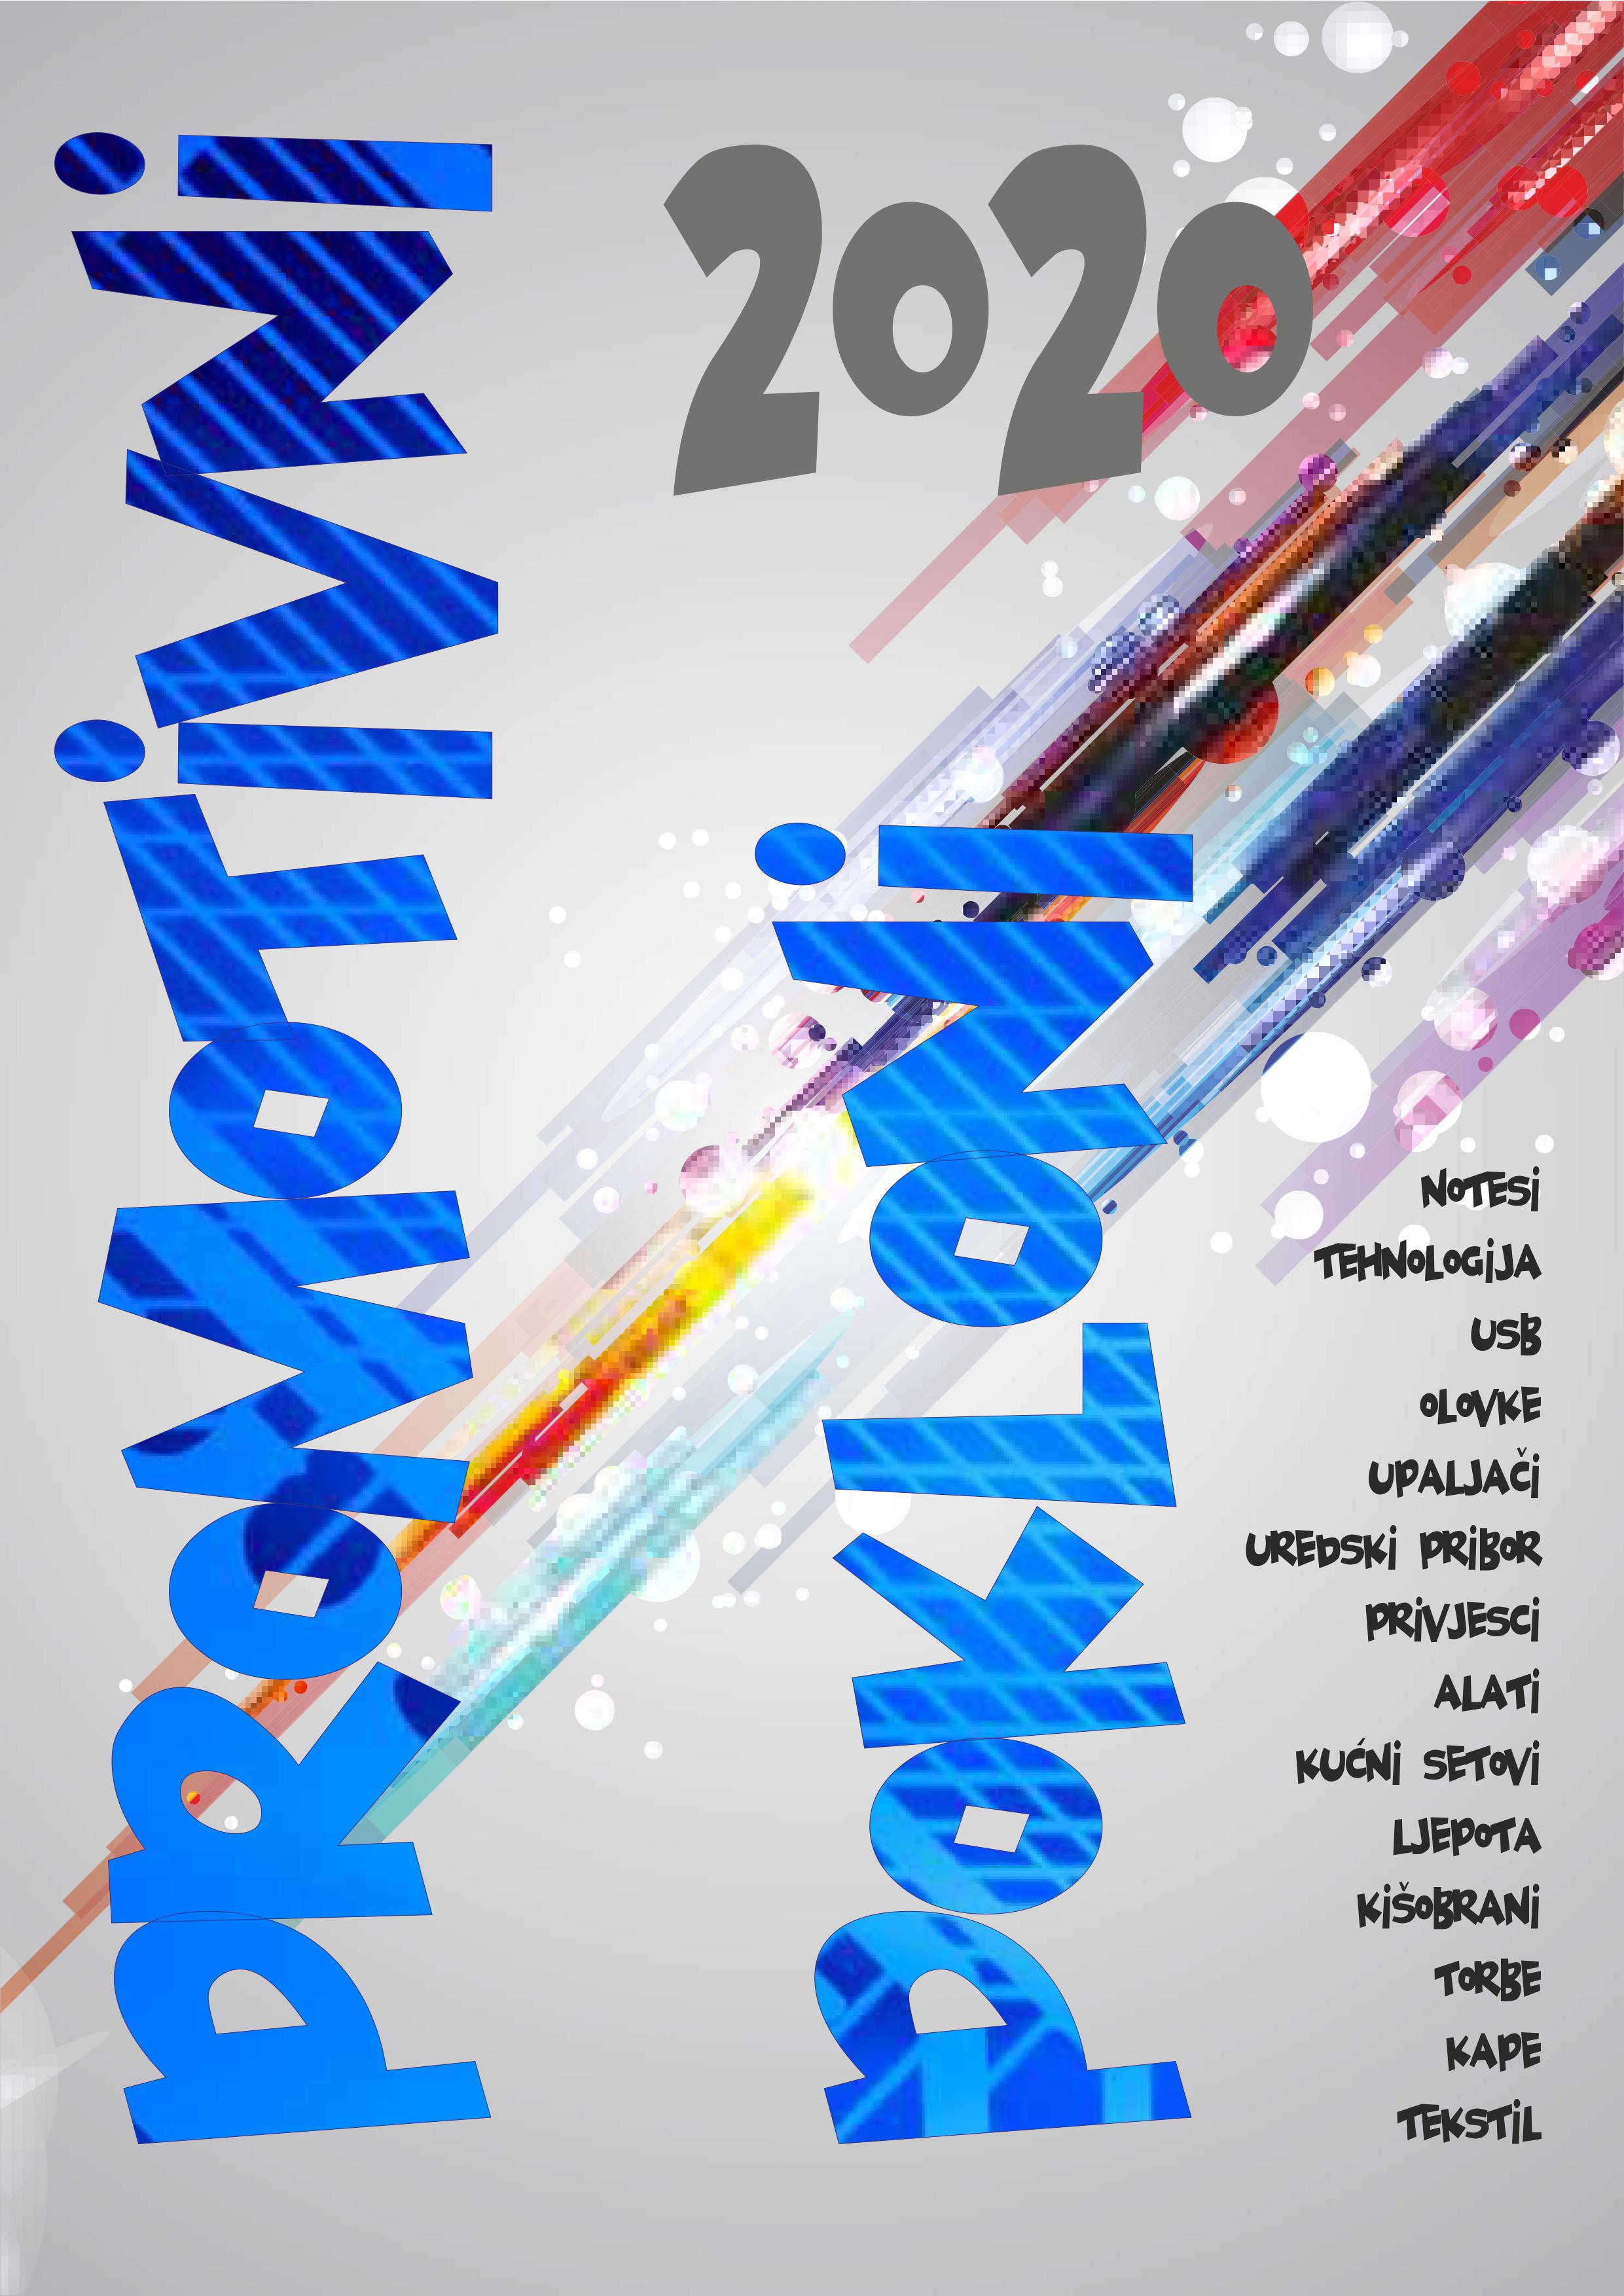 PROMOTiVNi
POKLONi
2020
NOTESi
TEHNOLOGiJA
USB
OLOVKE
UPALJAČi
UREDSKi PRiBOR
PRiVJESCi
ALATi
KUĆNi SETOVi
LJEPOTA
KiŠOBRANi
TORBE
KAPE
TEKSTiL